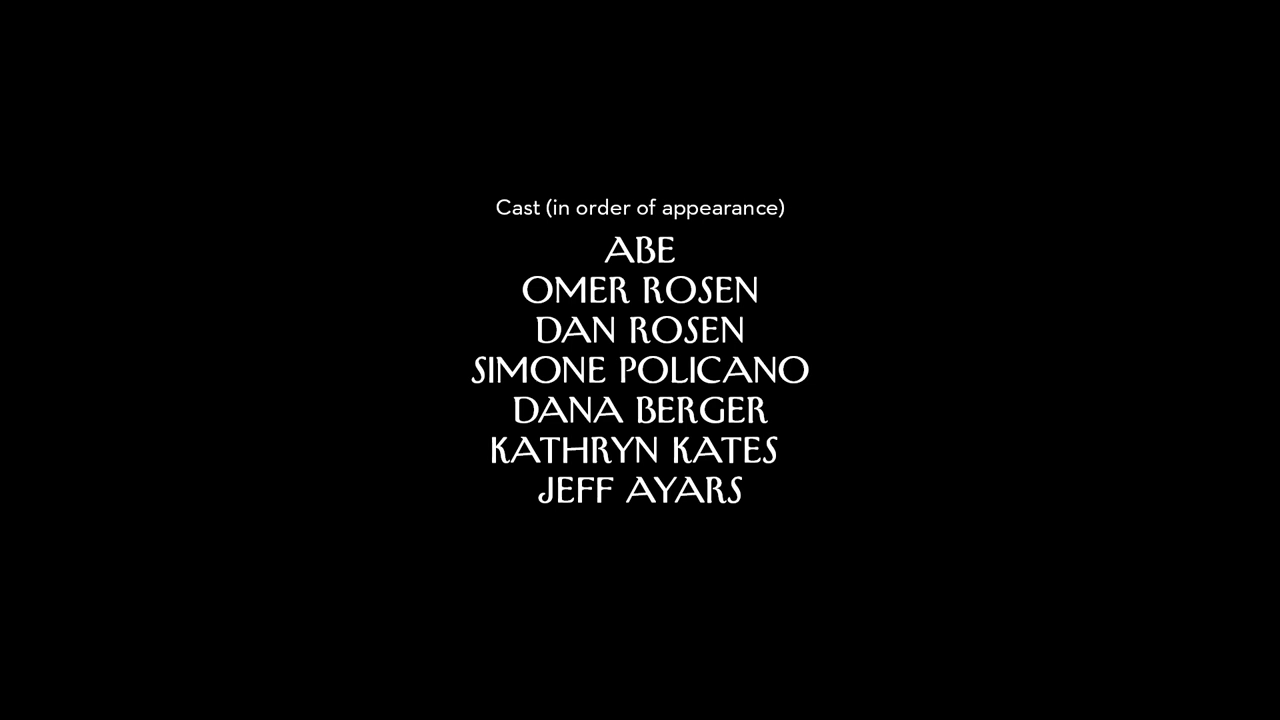 Cast (in order of appearance)
ABE
OMER ROSEN
DAN ROSEN
SIMONE POLICANO
DANA BERGER
KATHRYN KATES
JEFF AYARS